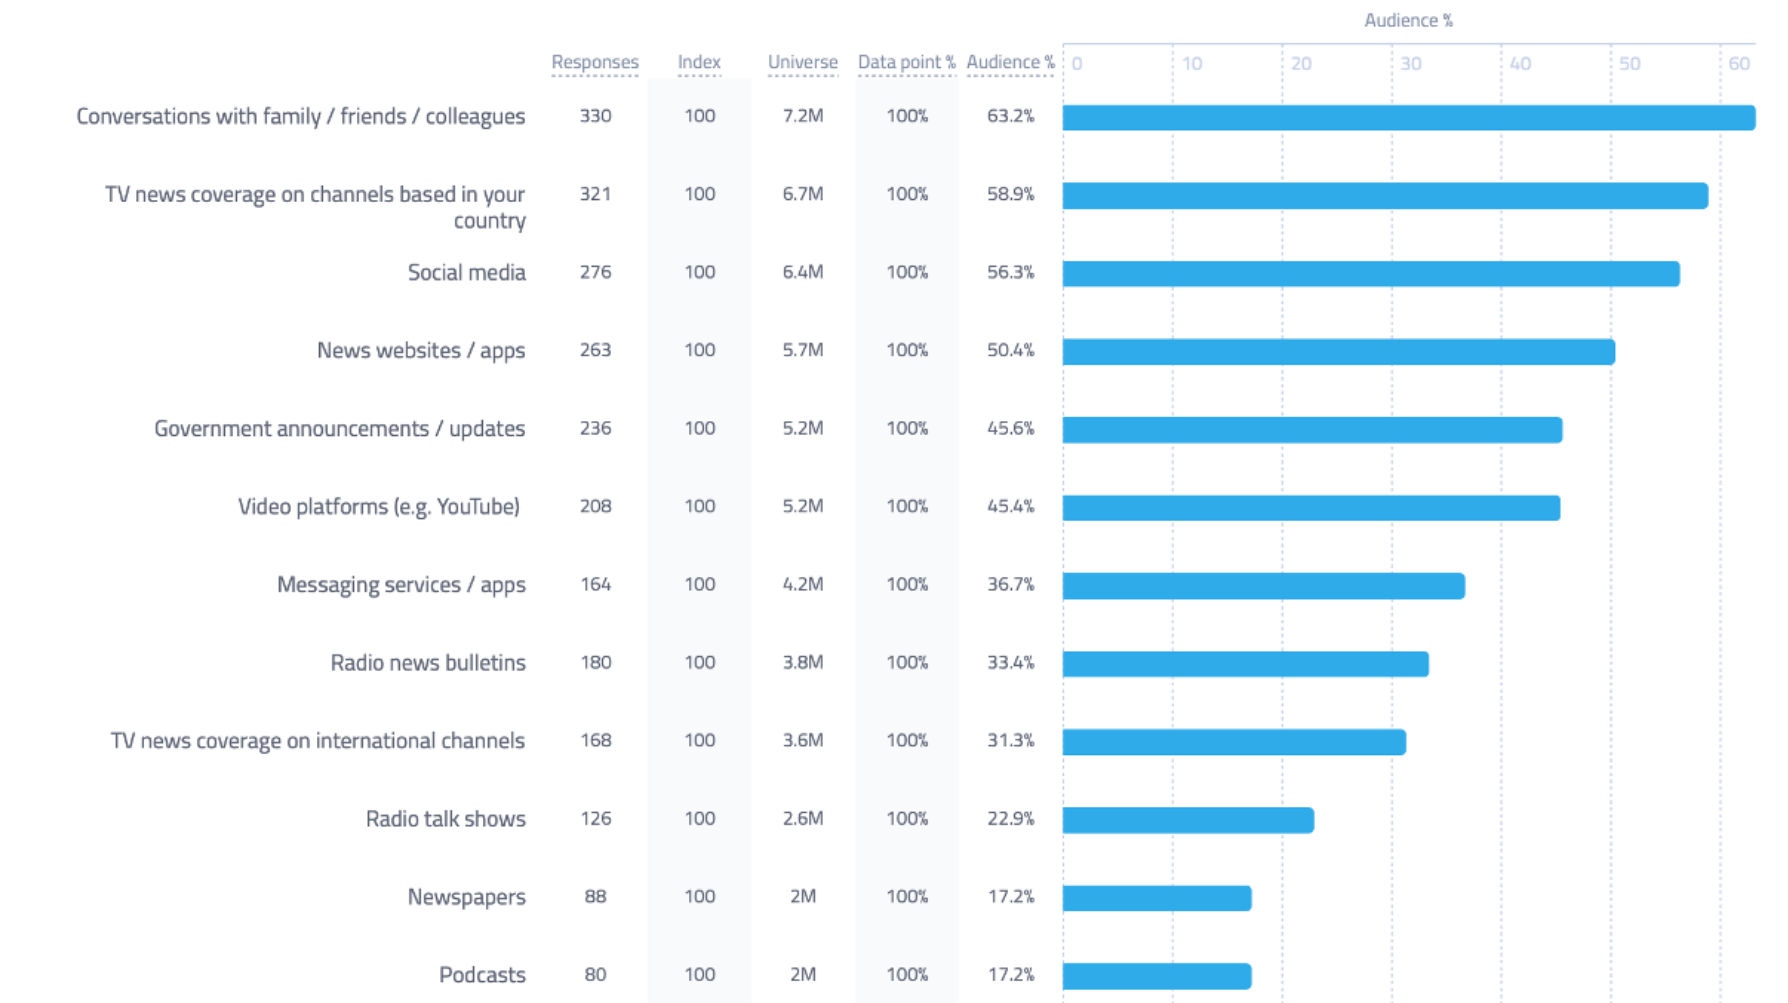 Audience %
Responses Index Universe Data point % Audience % 0 10 20 30 40 50 60
Conversations with family / friends / colleagues 330 100 7.2M 100% 63.2%
TV news coverage on channels based in your 321 100 6.7M 100% 58.9%
country
Social media 276 100 6.4M 100% 56.3%
News websites / apps 263 100 5.7M 100% 50.4%
Government announcements / updates 236 100 5.2M 100% 45.6%
Video platforms (e.g. YouTube) 208 100 5.2M 100% 45.4%
Messaging services / apps 164 100 4.2M 100% 36.7%
Radio news bulletins 180 100 3.8M 100% 33.4%
TV news coverage on international channels 168 100 3.6M 100% 31.3%
Radio talk shows 126 100 2.6M 100% 22.9%
Newspapers 88 100 2M 100% 17.2%
Podcasts 80 100 2M 100% 17.2%